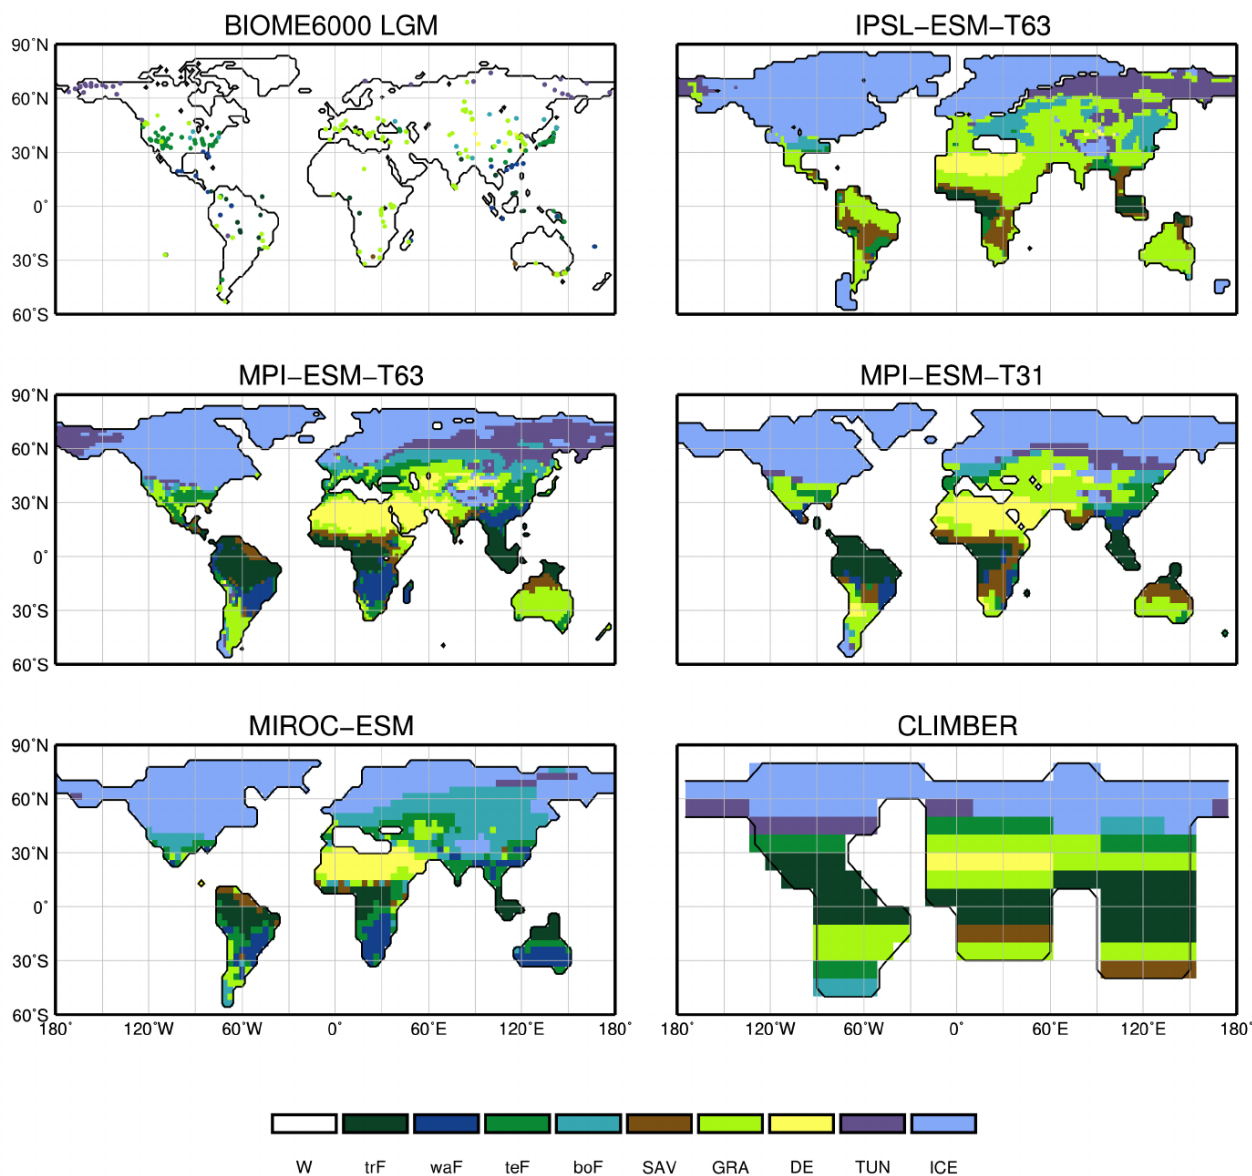 BIOME6000 LGM IPSL−ESM−T63
90˚N
60˚N
30˚N
0˚
30˚S
60˚S
MPI−ESM−T63 MPI−ESM−T31
90˚N
60˚N
30˚N
0˚
30˚S
60˚S
MIROC−ESM CLIMBER
90˚N
60˚N
30˚N
0˚
30˚S
60˚S
180˚ 120˚W 60˚W 0˚ 60˚E 120˚E 180˚ 180˚ 120˚W 60˚W 0˚ 60˚E 120˚E 180˚
W trF waF teF boF SAV GRA DE TUN ICE